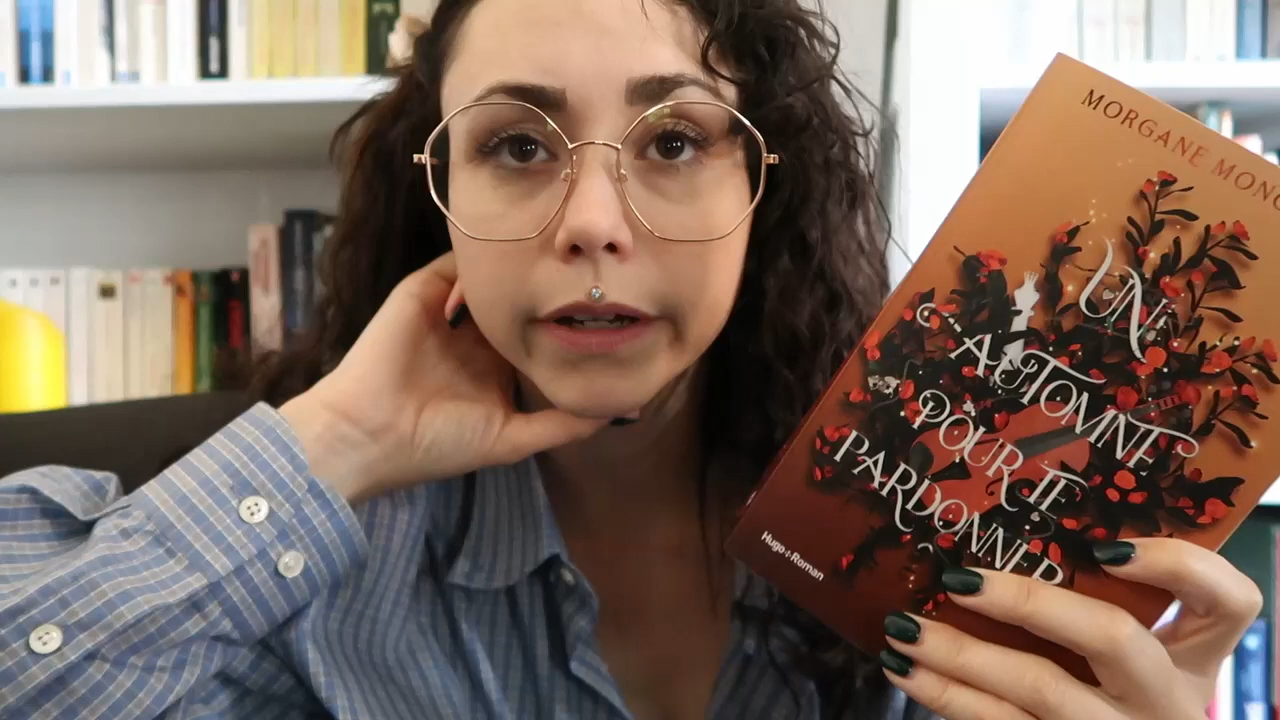 MORGANE
UN
AUTOMNE
POUR TE
PARDONNER
Hugo+Roman